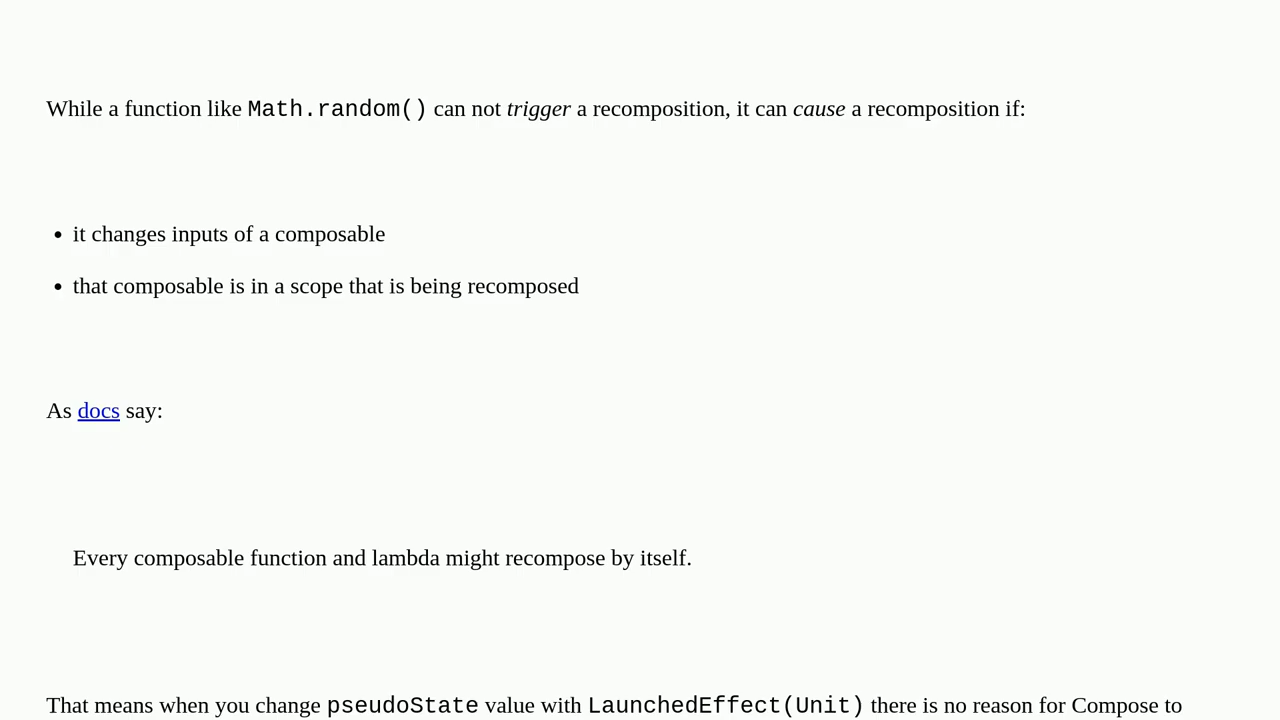 While a function like Math.random() can not trigger a recomposition, it can cause a recomposition if:
• it changes inputs of a composable
• that composable is in a scope that is being recomposed
As docs say:
Every composable function and lambda might recompose by itself.
That means when you change pseudoState value with LaunchedEffect(Unit) there is no reason for Compose to